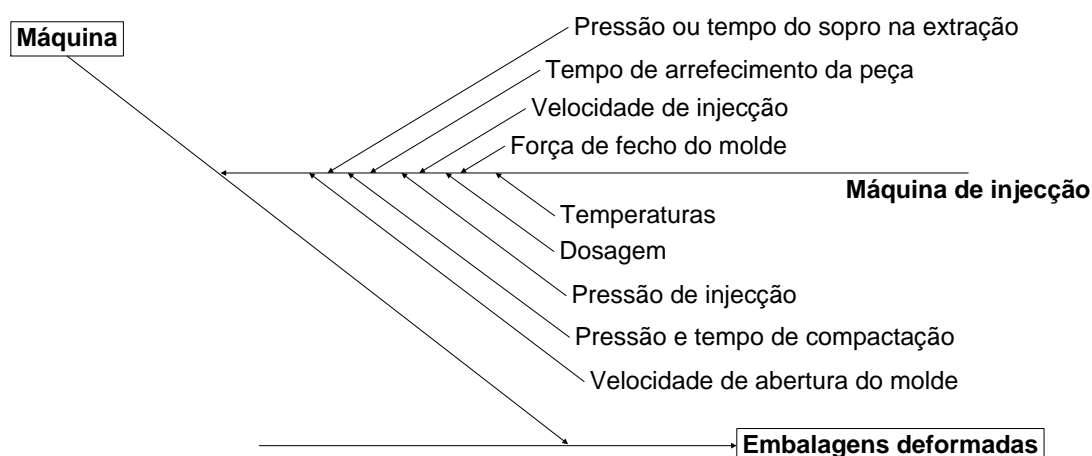 Pressão ou tempo do sopro na extração
Máquina
Tempo de arrefecimento da peça
Velocidade de injecção
Força de fecho do molde
Máquina de injecção
Temperaturas
Dosagem
Pressão de injecção
Pressão e tempo de compactação
Velocidade de abertura do molde
Embalagens deformadas